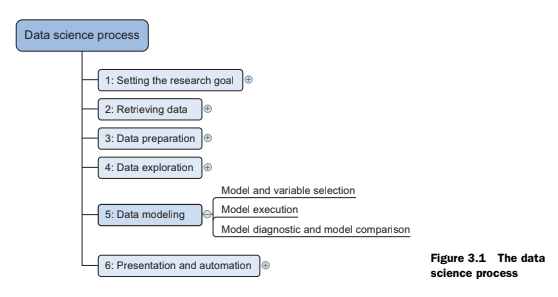 Data science process
1: Setting the research goal
2: Retrieving data
3: Data preparation
4: Data exploration
Model and variable selection
5: Data modeling
Model execution
Model diagnostic and model comparison
6: Presentation and automation
Figure 3.1 The data
science process